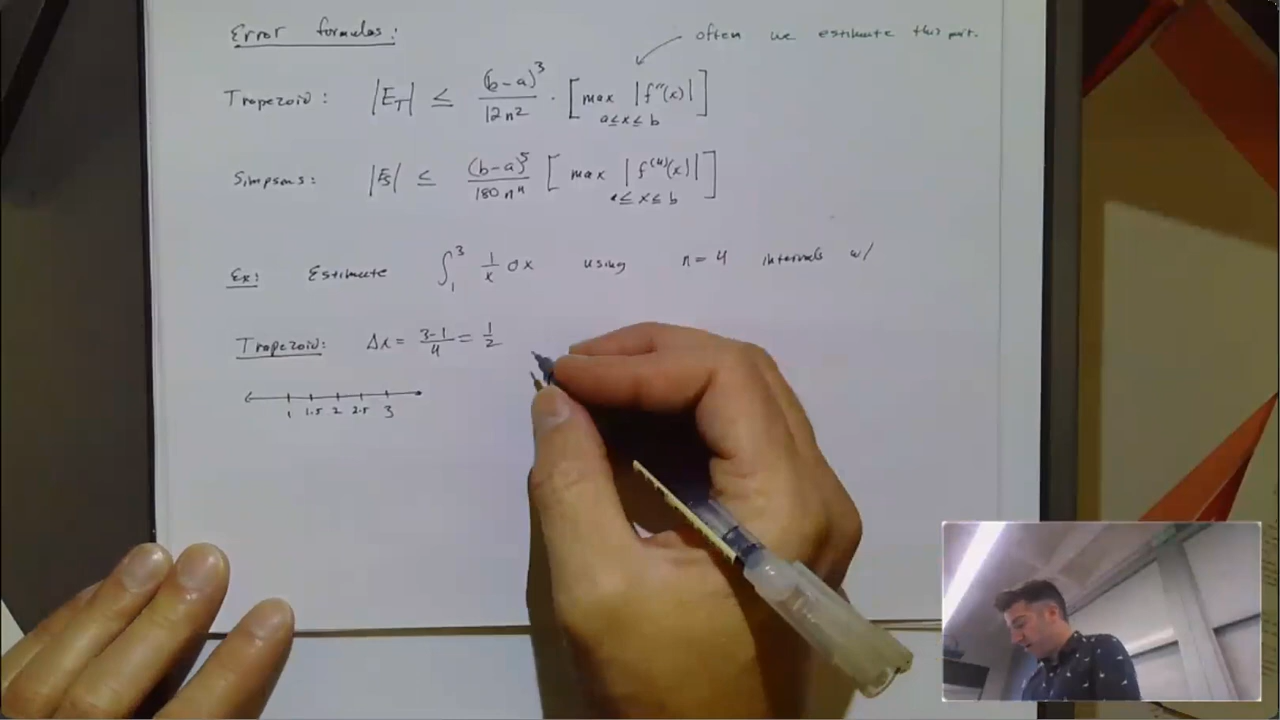 Error formulas:
often we estimate this part.
Trapezoid: |E_T| ≤ (b-a)^3/12n^2 · [max |f''(x)|]
a≤x≤b
Simpsons: |E_S| ≤ (b-a)^5/180n^4 [max |f^(4)(x)|]
a≤x≤b
Ex: Estimate ∫_1^3 1/x dx using n=4 intervals w/
Trapezoid: Δx = 3-1/4 = 1/2
1 1.5 2 2.5 3